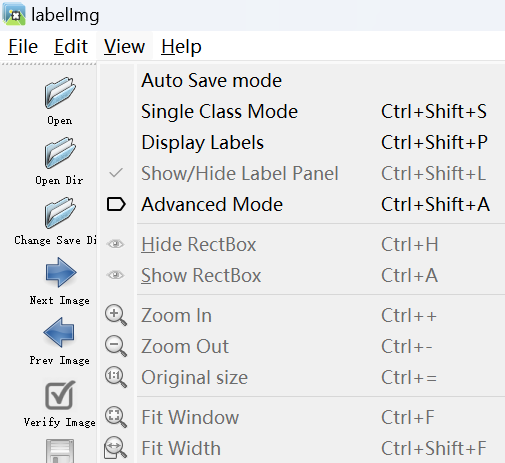 labelImg
File Edit View Help
Open
Open Dir
Change Save Di
Next Image
Prev Image
Verify Image
Auto Save mode
Single Class Mode Ctrl+Shift+S
Display Labels Ctrl+Shift+P
Show/Hide Label Panel Ctrl+Shift+L
Advanced Mode Ctrl+Shift+A
Hide RectBox Ctrl+H
Show RectBox Ctrl+A
Zoom In Ctrl++
Zoom Out Ctrl+-
1:1 Original size Ctrl+=
Fit Window Ctrl+F
Fit Width Ctrl+Shift+F